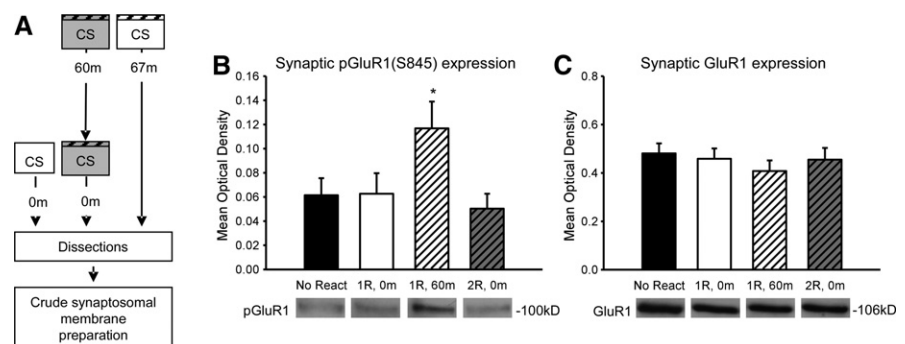 A
CS
CS
60m
67m
CS
CS
0m
0m
Dissections
Crude synaptosomal
membrane
preparation
B
Synaptic pGluR1(S845) expression
Mean Optical Density
0.16
0.14
0.12
0.10
0.08
0.06
0.04
0.02
0.00
*
No React
1R, 0m
1R, 60m
2R, 0m
pGluR1
-100kD
C
Synaptic GluR1 expression
Mean Optical Density
0.8
0.6
0.4
0.2
0.0
No React
1R, 0m
1R, 60m
2R, 0m
GluR1
-106kD